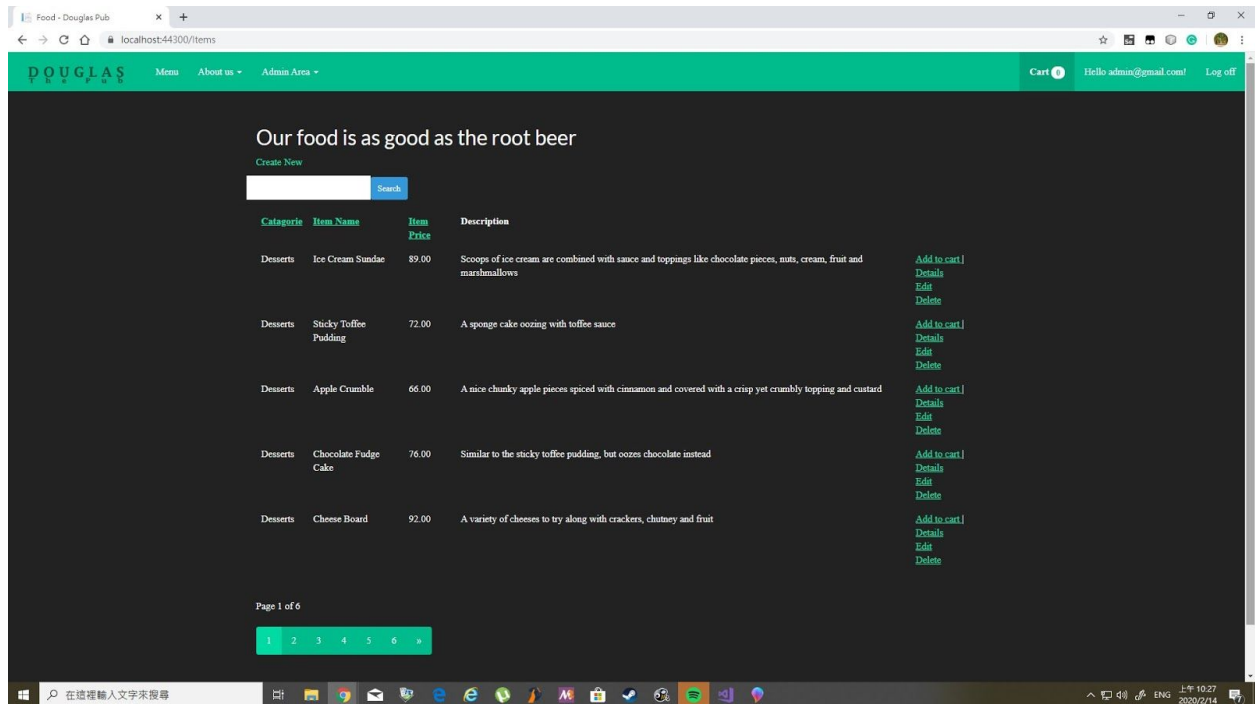 Food - Douglas Pub
localhost:44300/Items
DOUGLAS
The Pub
Menu About us Admin Area
Cart 0 Hello admin@gmail.com! Log off
Our food is as good as the root beer
Create New
Search
Catagorie Item Name Item Price Description
Desserts Ice Cream Sundae 89.00 Scoops of ice cream are combined with sauce and toppings like chocolate pieces, nuts, cream, fruit and
marshmallows
Add to cart |
Details
Edit
Delete
Desserts Sticky Toffee Pudding 72.00 A sponge cake oozing with toffee sauce
Add to cart |
Details
Edit
Delete
Desserts Apple Crumble 66.00 A nice chunky apple pieces spiced with cinnamon and covered with a crisp yet crumbly topping and custard
Add to cart |
Details
Edit
Delete
Desserts Chocolate Fudge Cake 76.00 Similar to the sticky toffee pudding, but oozes chocolate instead
Add to cart |
Details
Edit
Delete
Desserts Cheese Board 92.00 A variety of cheeses to try along with crackers, chutney and fruit
Add to cart |
Details
Edit
Delete
Page 1 of 6
1 2 3 4 5 6 »
在這裡輸入文字來搜尋
ENG
上午 10:27
2020/2/14